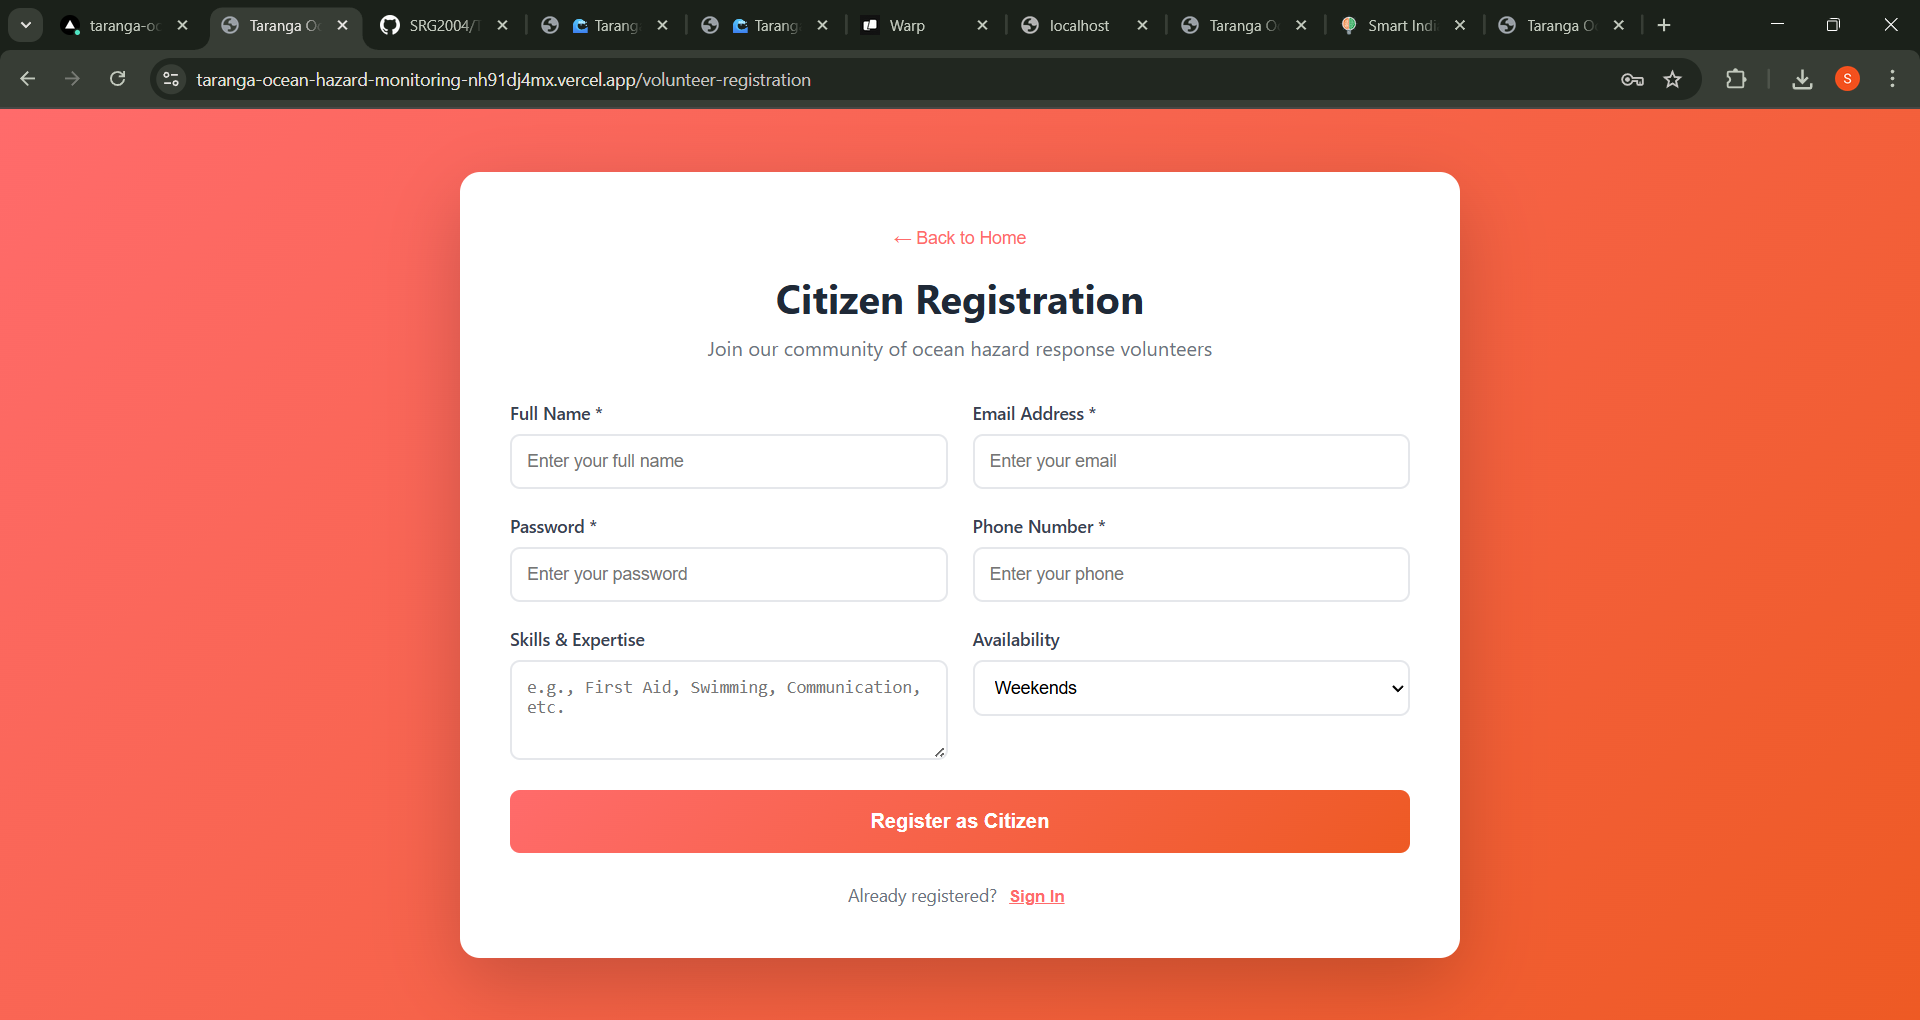 taranga-oc
Taranga O
SRG2004/T
Tarang
Tarang
Warp
localhost
Taranga O
Smart Indi
Taranga O
taranga-ocean-hazard-monitoring-nh91dj4mx.vercel.app/volunteer-registration
S
← Back to Home
Citizen Registration
Join our community of ocean hazard response volunteers
Full Name *
Email Address *
Enter your full name
Enter your email
Password *
Phone Number *
Enter your password
Enter your phone
Skills & Expertise
Availability
e.g., First Aid, Swimming, Communication,
etc.
Weekends
Register as Citizen
Already registered? Sign In